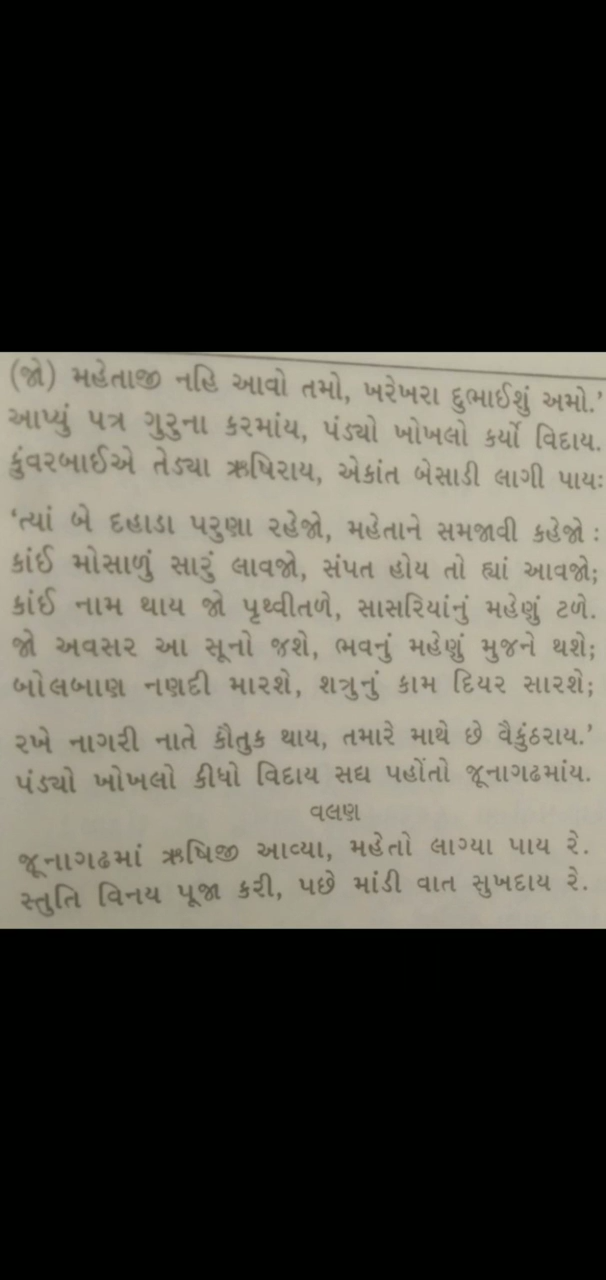 (જો) મહેતાજી નહિ આવો તમો, ખરેખરા દુભાઈશું અમો.'
આપ્યું પત્ર ગુરુના કરમાંય, પંડ્યો ખોખલો કર્યો વિદાય.
કુંવરબાઈએ તેડ્યા ઋષિરાય, એકાંત બેસાડી લાગી પાયઃ
'ત્યાં બે દહાડા પરુણા રહેજો, મહેતાને સમજાવી કહેજો :
કાંઈ મોસાળું સારું લાવજો, સંપત હોય તો હ્યાં આવજો;
કાંઈ નામ થાય જો પૃથ્વીતળે, સાસરિયાંનું મહેણું ટળે.
જો અવસર આ સૂનો જશે, ભવનું મહેણું મુજને થશે;
બોલબાણ નણદી મારશે, શત્રુનું કામ દિયર સારશે;
રખે નાગરી નાતે કૌતુક થાય, તમારે માથે છે વૈકુંઠરાય.'
પંડ્યો ખોખલો કીધો વિદાય સદ્ય પહોંતો જૂનાગઢમાંય.
વલણ
જૂનાગઢમાં ઋષિજી આવ્યા, મહેતો લાગ્યા પાય રે.
સ્તુતિ વિનય પૂજા કરી, પછે માંડી વાત સુખદાય રે.